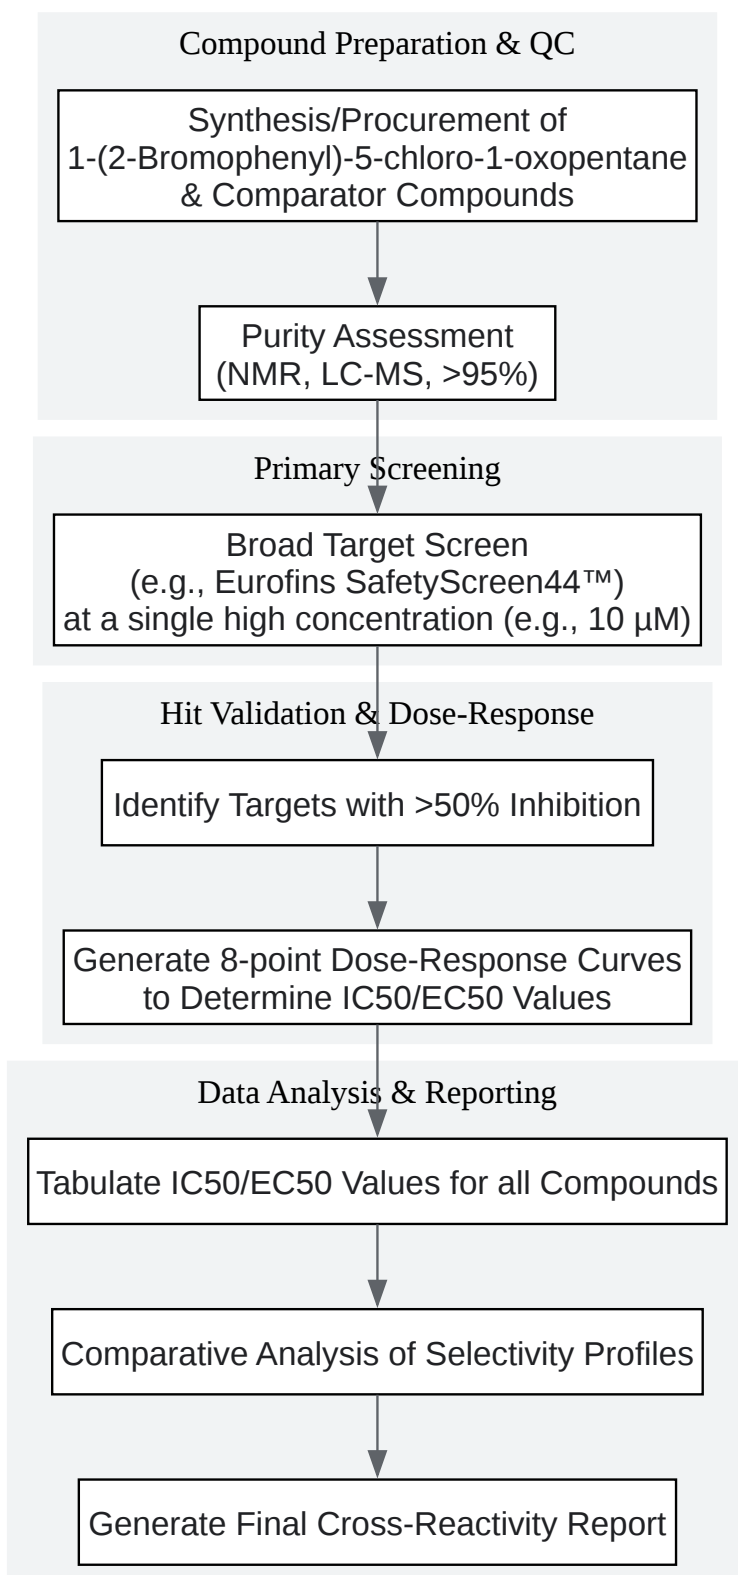 Compound Preparation & QC
Synthesis/Procurement of
1-(2-Bromophenyl)-5-chloro-1-oxopentane
& Comparator Compounds
Purity Assessment
(NMR, LC-MS, >95%)
Primary Screening
Broad Target Screen
(e.g., Eurofins SafetyScreen44™)
at a single high concentration (e.g., 10 µM)
Hit Validation & Dose-Response
Identify Targets with >50% Inhibition
Generate 8-point Dose-Response Curves
to Determine IC50/EC50 Values
Data Analysis & Reporting
Tabulate IC50/EC50 Values for all Compounds
Comparative Analysis of Selectivity Profiles
Generate Final Cross-Reactivity Report